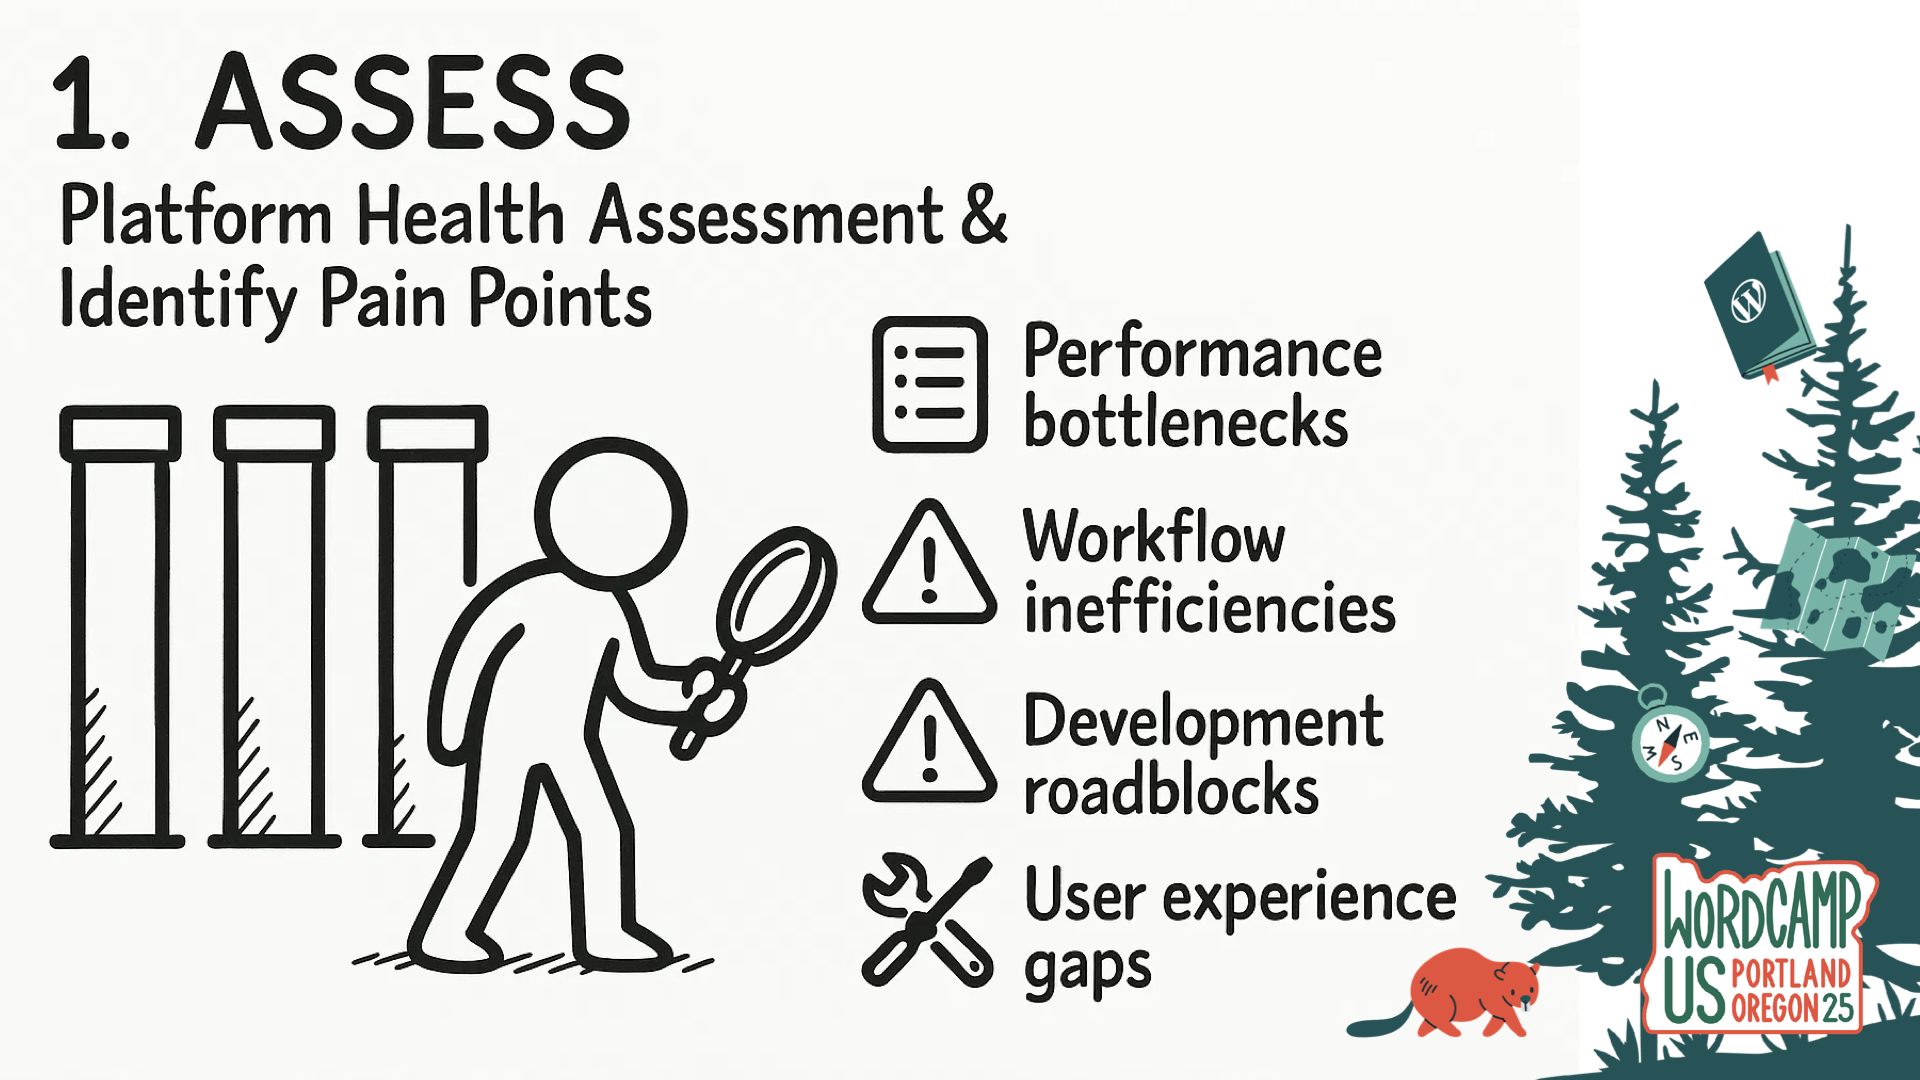 1. ASSESS
Platform Health Assessment &
Identify Pain Points
Performance
bottlenecks
Workflow
inefficiencies
Development
roadblocks
User experience
gaps
W
N
E
S
W
WORDCAMP
US PORTLAND
OREGON 25